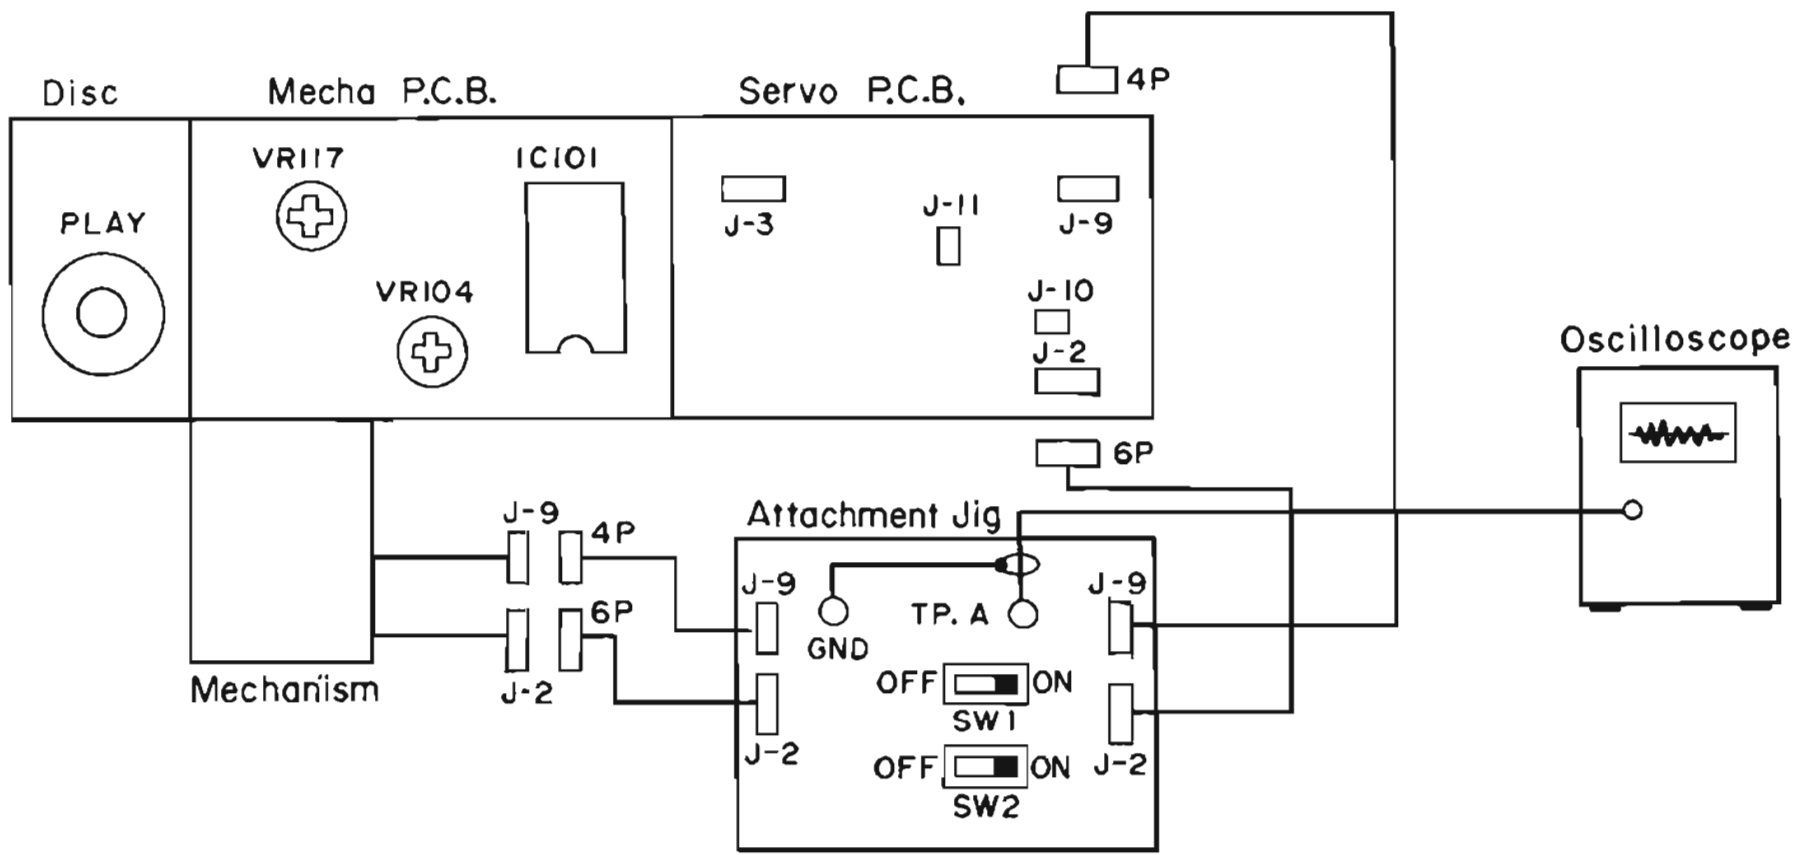 Disc
Mecha P.C.B.
Servo P.C.B.
4P
VR117
IC101
PLAY
J-3
J-11
J-9
VR104
J-10
J-2
Oscilloscope
6P
J-9
4P
Attachment Jig
J-9
J-9
6P
TP. A
GND
Mechanism
J-2
OFF ON
SW1
J-2
J-2
OFF ON
SW2